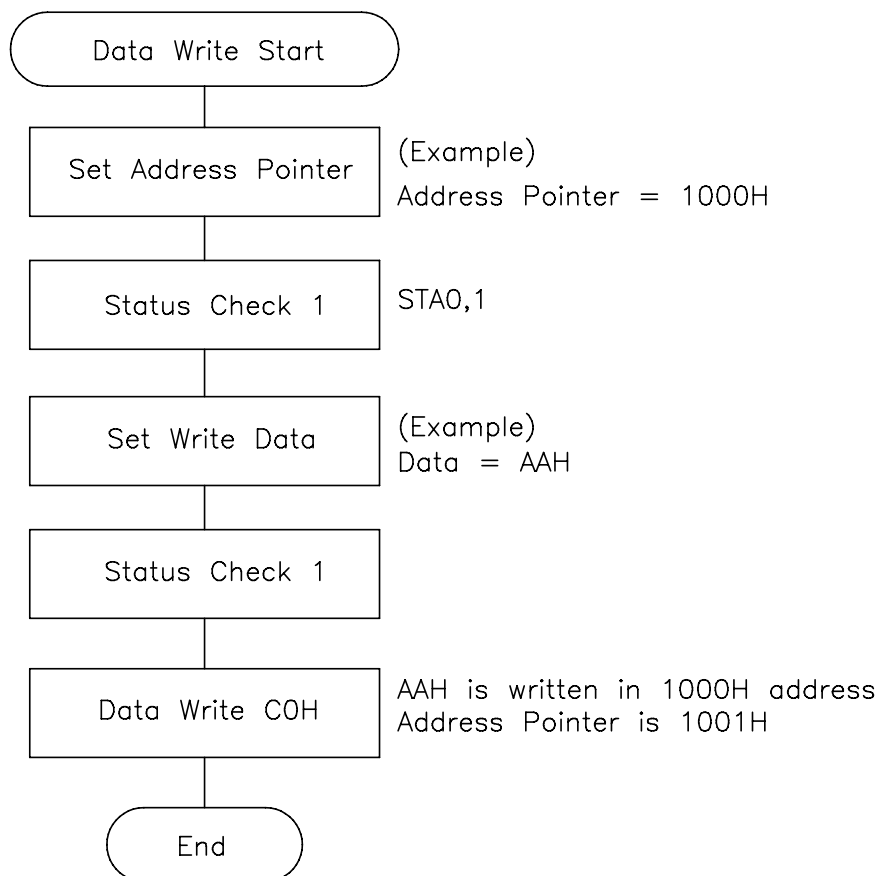 Data Write Start
Set Address Pointer
(Example)
Address Pointer = 1000H
Status Check 1
STA0,1
Set Write Data
(Example)
Data = AAH
Status Check 1
Data Write C0H
AAH is written in 1000H address
Address Pointer is 1001H
End